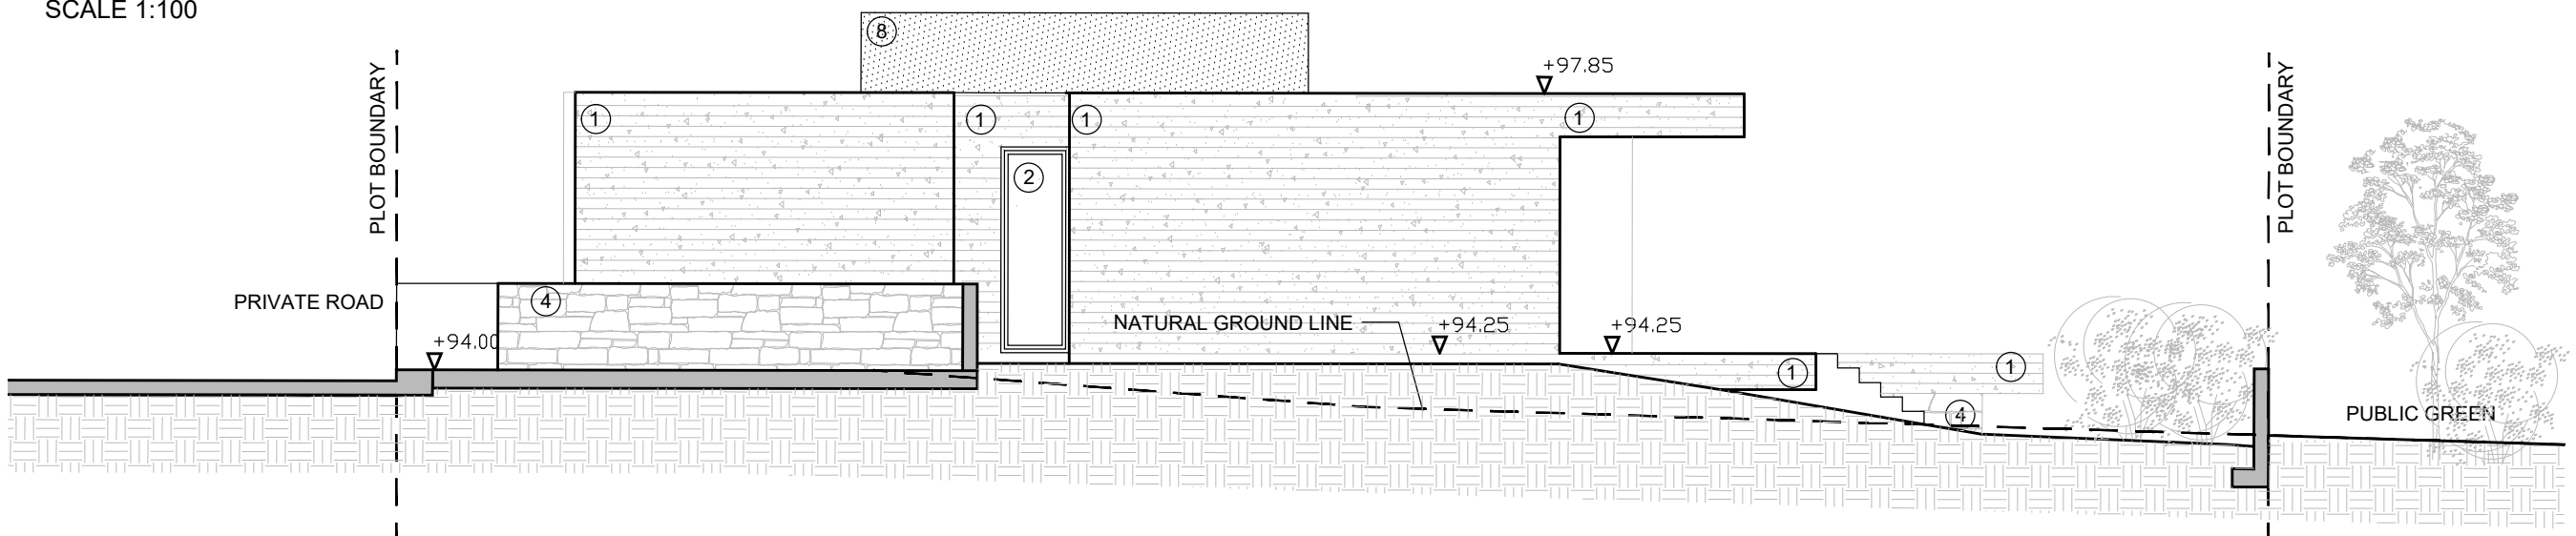 SCALE 1:100
8
+97.85
PLOT BOUNDARY
PLOT BOUNDARY
1
1
1
1
2
PRIVATE ROAD
4
NATURAL GROUND LINE
+94.25
+94.25
+94.00
1
1
4
PUBLIC GREEN